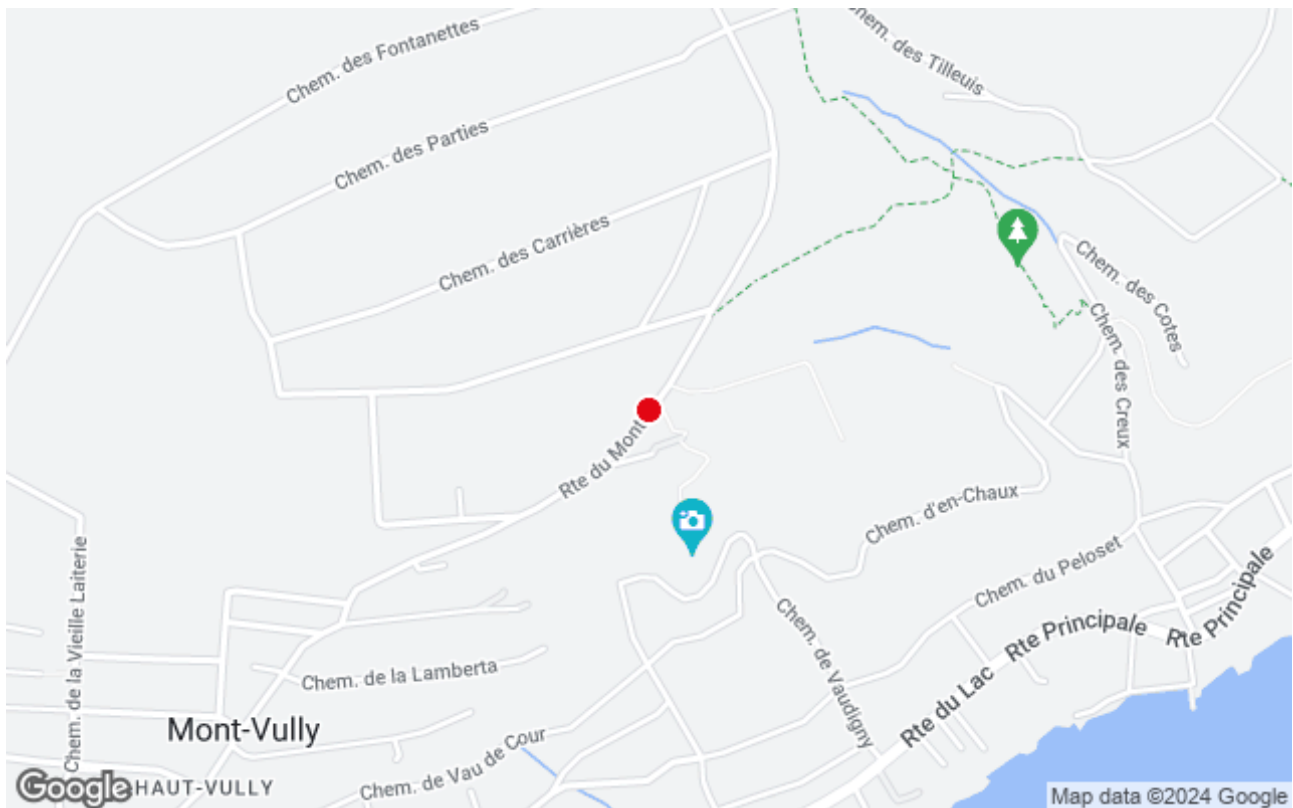 Chem. des Fontanettes
Chem. des Tilleuis
Chem. des Parties
Chem. des Carrières
Chem. des Cotes
Chem. des Creux
Rte du Mont
Chem. d'en-Chaux
Chem. de la Vieille Laiterie
Chem. du Peloset
Rte Principale
Rte Principale
Chem. de Vaudigny
Rte du Lac
Chem. de la Lamberta
Mont-Vully
Chem. de Vau de Cour
Google
HAUT-VULLY
Map data ©2024 Google